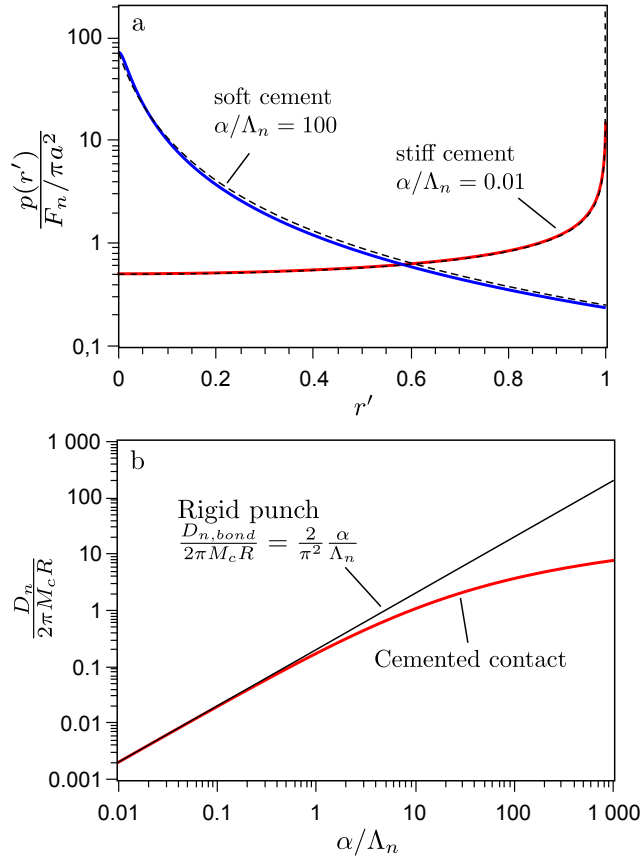 a
100
10
1
0,1
p(r′)
F_n/πa²
soft cement
α/Λ_n = 100
stiff cement
α/Λ_n = 0.01
0
0.2
0.4
0.6
0.8
1
r′
b
1 000
100
10
1
0.1
0.01
0.001
D_n
2πM_cR
Rigid punch
D_{n,bond}/2πM_cR = 2/π² α/Λ_n
Cemented contact
0.01
0.1
1
10
100
1 000
α/Λ_n